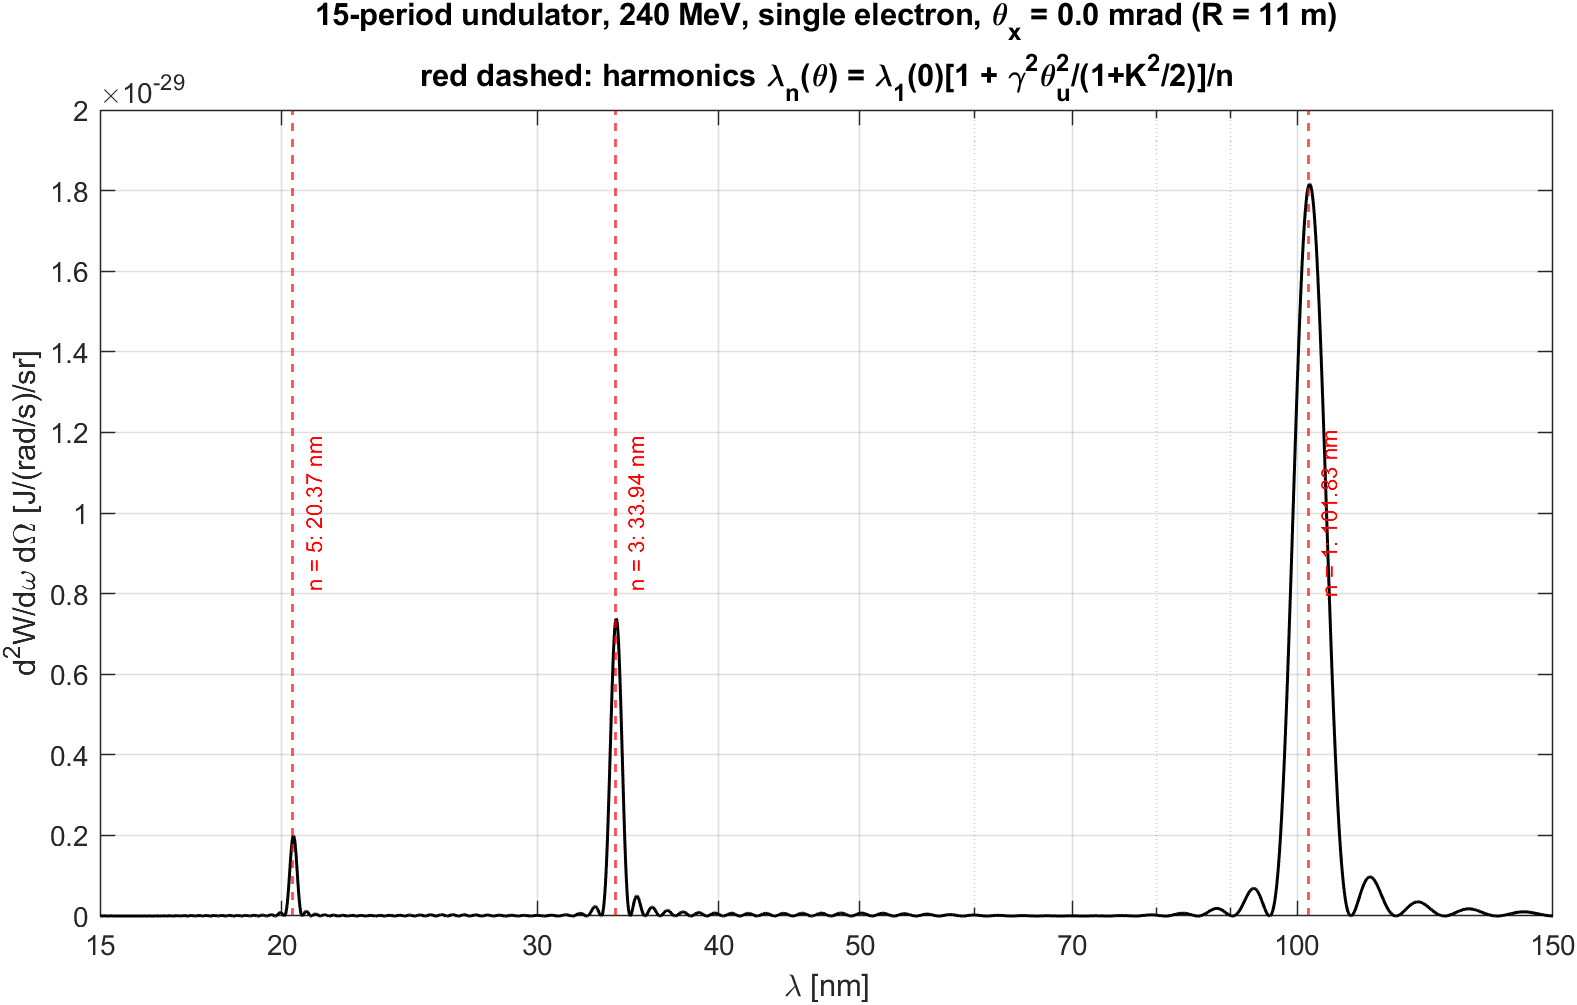 15-period undulator, 240 MeV, single electron, θx = 0.0 mrad (R = 11 m)
red dashed: harmonics λn(θ) = λ1(0)[1 + γ²θu²/(1+K²/2)]/n
×10⁻²⁹
2
1.8
1.6
1.4
1.2
1
0.8
0.6
0.4
0.2
0
d²W/dω dΩ [J/(rad/s)/sr]
n = 5: 20.37 nm
n = 3: 33.94 nm
n = 1: 101.83 nm
15 20 30 40 50 70 100 150
λ [nm]